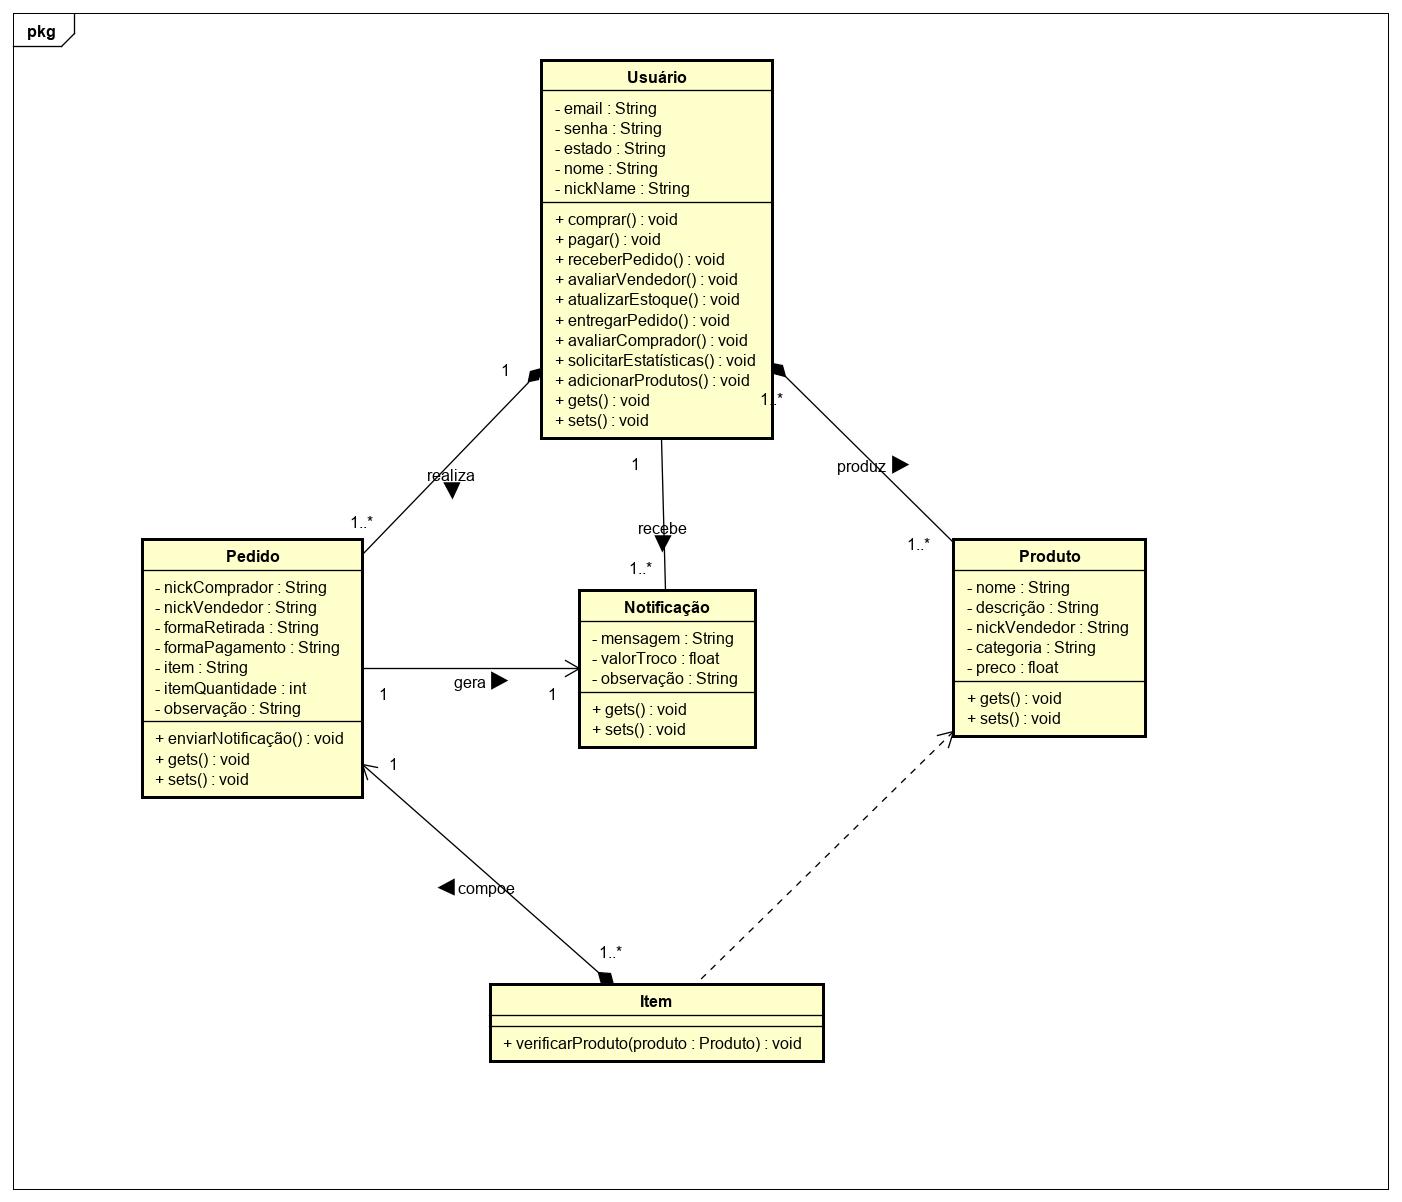 pkg
Usuário
- email : String
- senha : String
- estado : String
- nome : String
- nickName : String
+ comprar() : void
+ pagar() : void
+ receberPedido() : void
+ avaliarVendedor() : void
+ atualizarEstoque() : void
+ entregarPedido() : void
+ avaliarComprador() : void
+ solicitarEstatísticas() : void
+ adicionarProdutos() : void
+ gets() : void
+ sets() : void
1
1..*
1
produz
realiza
1..*
recebe
1..*
1..*
Pedido
- nickComprador : String
- nickVendedor : String
- formaRetirada : String
- formaPagamento : String
- item : String
- itemQuantidade : int
- observação : String
+ enviarNotificação() : void
+ gets() : void
+ sets() : void
Notificação
- mensagem : String
- valorTroco : float
- observação : String
+ gets() : void
+ sets() : void
Produto
- nome : String
- descrição : String
- nickVendedor : String
- categoria : String
- preco : float
+ gets() : void
+ sets() : void
gera
1
1
1
compoe
1..*
Item
+ verificarProduto(produto : Produto) : void